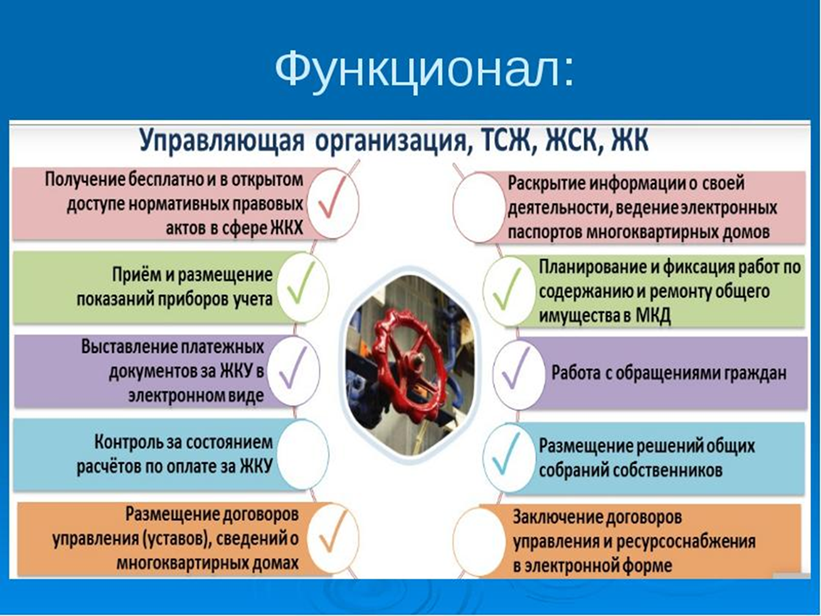 Функционал:
Управляющая организация, ТСЖ, ЖСК, ЖК
Получение бесплатно и в открытом
доступе нормативных правовых
актов в сфере ЖКХ
Приём и размещение
показаний приборов учета
Выставление платежных
документов за ЖКУ в
электронном виде
Контроль за состоянием
расчётов по оплате за ЖКУ
Размещение договоров
управления (уставов), сведений о
многоквартирных домах
Раскрытие информации о своей
деятельности, ведение электронных
паспортов многоквартирных домов
Планирование и фиксация работ по
содержанию и ремонту общего
имущества в МКД
Работа с обращениями граждан
Размещение решений общих
собраний собственников
Заключение договоров
управления и ресурсоснабжения
в электронной форме